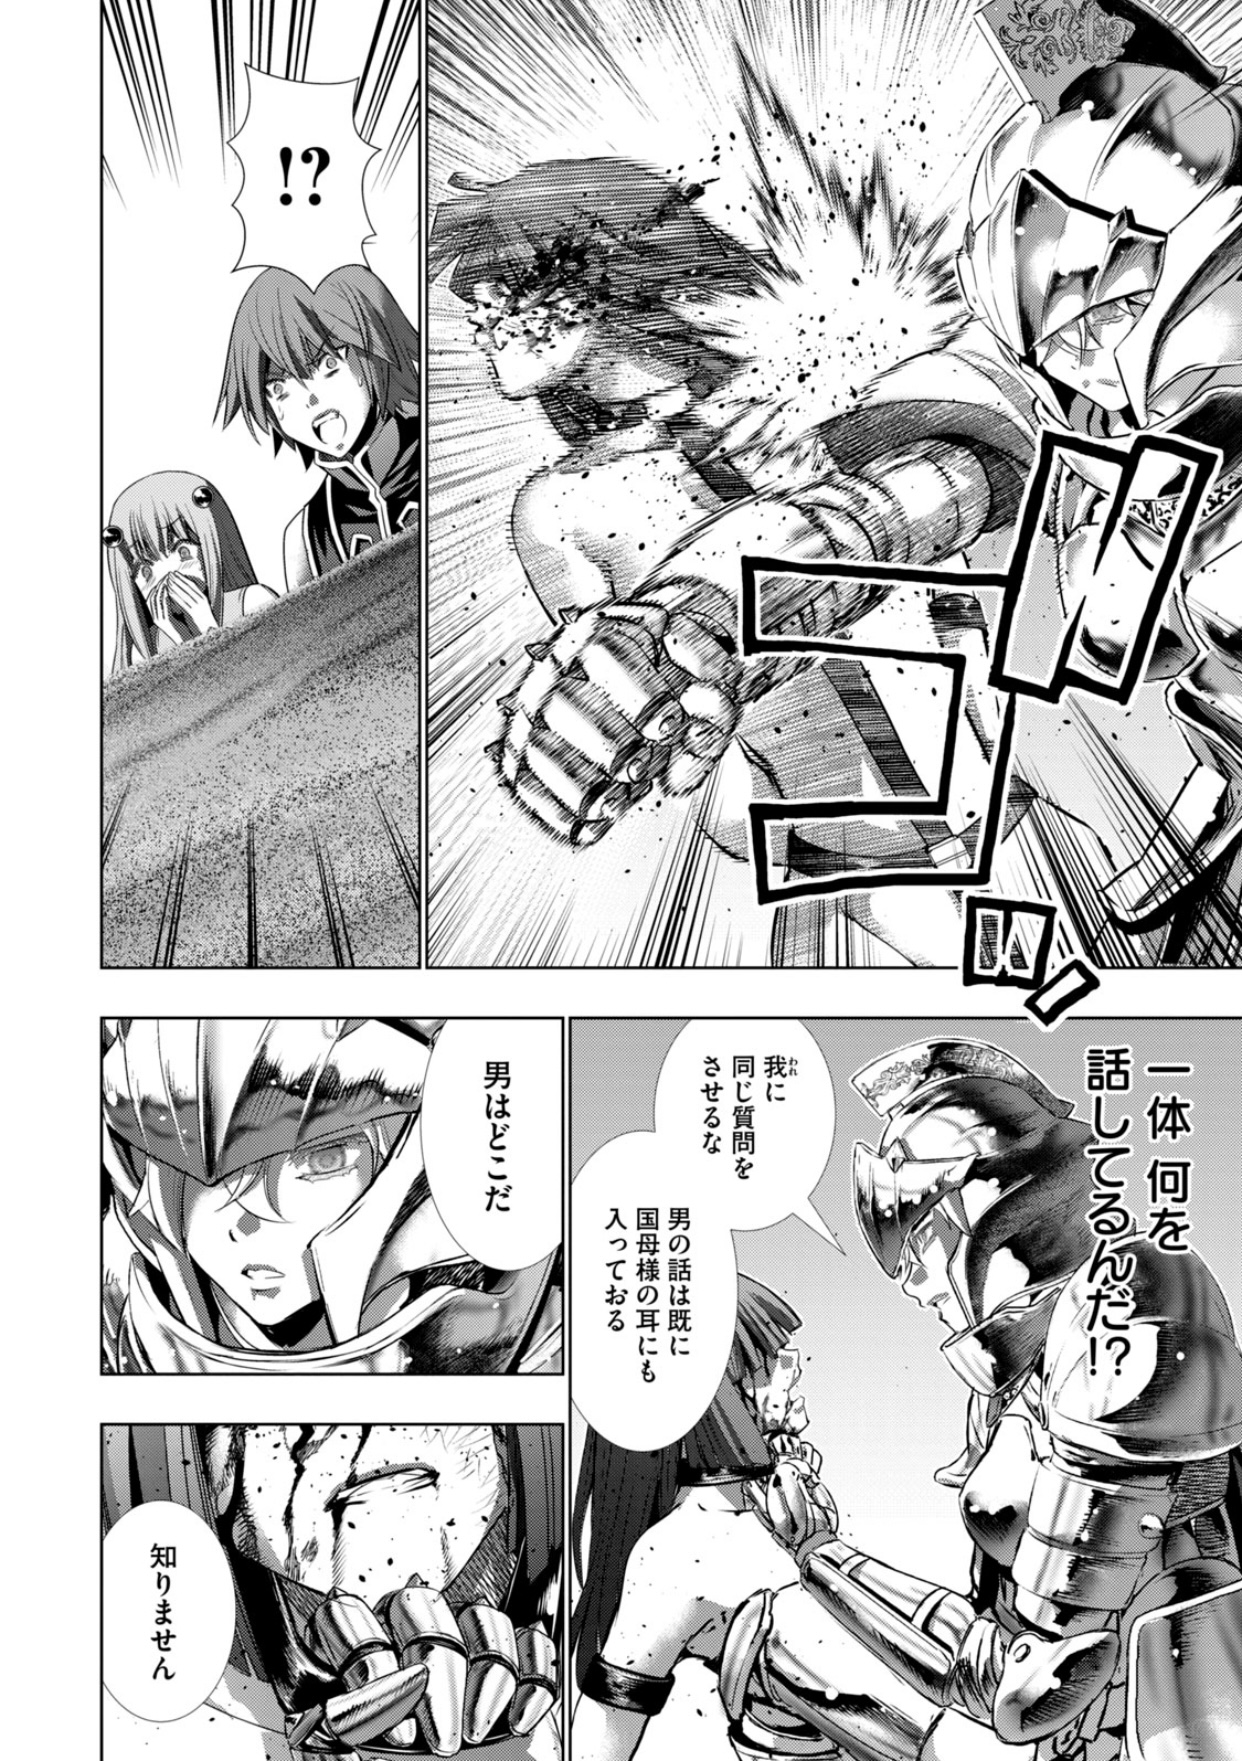 ゴッ
!?
一体 何を
話してるんだ!?
我に
われ
同じ質問を
させるな
男の話は既に
国母様の耳にも
入っておる
男はどこだ
知りません